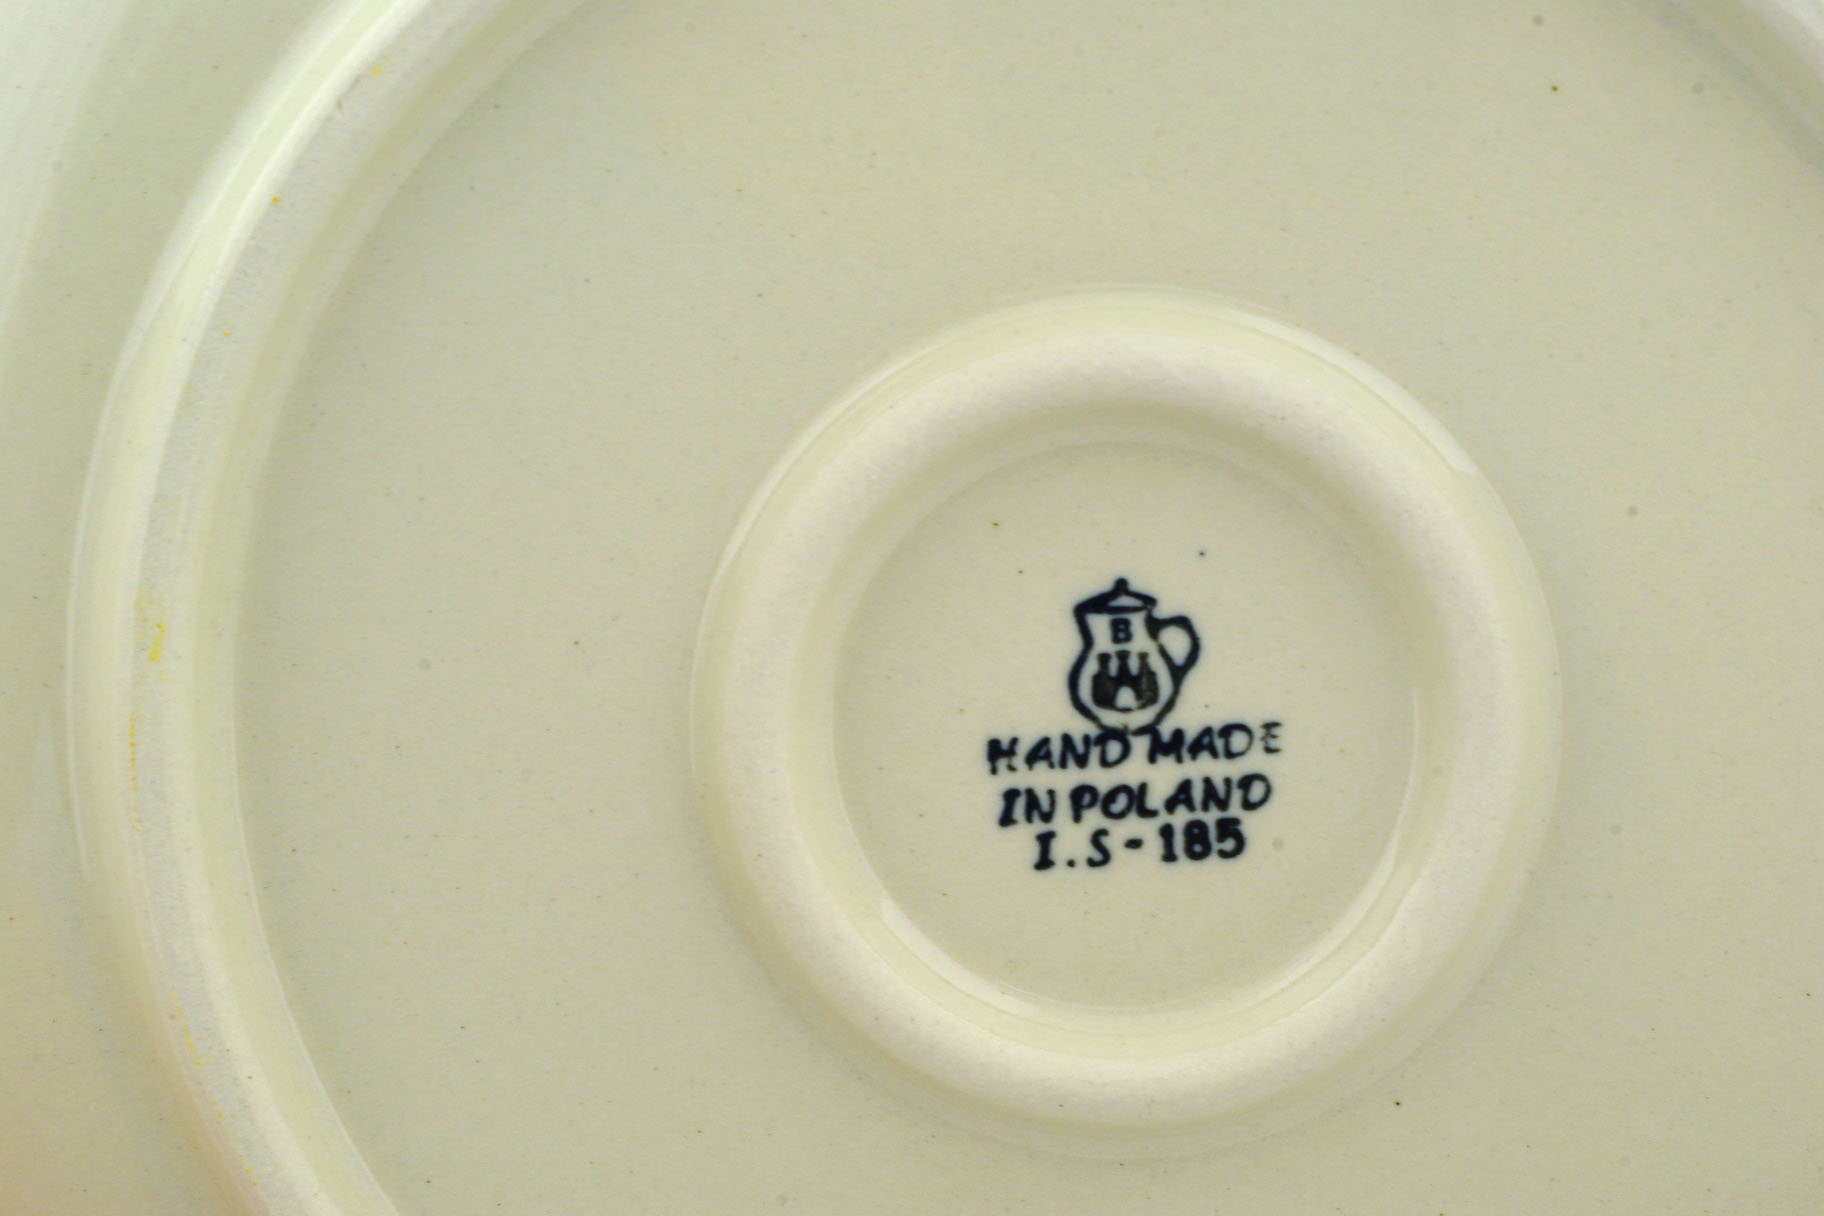 B
HAND MADE
IN POLAND
I.S-185